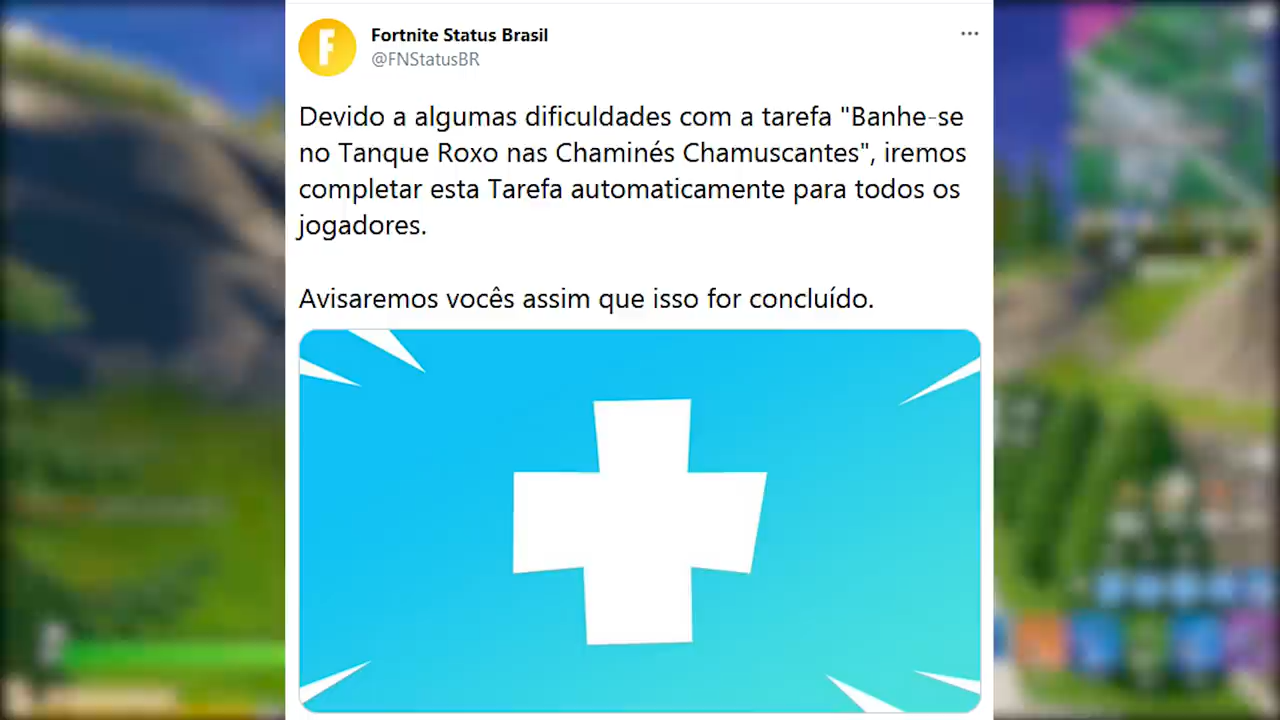 Fortnite Status Brasil
@FNStatusBR
Devido a algumas dificuldades com a tarefa "Banhe-se
no Tanque Roxo nas Chaminés Chamuscantes", iremos
completar esta Tarefa automaticamente para todos os
jogadores.
Avisaremos vocês assim que isso for concluído.